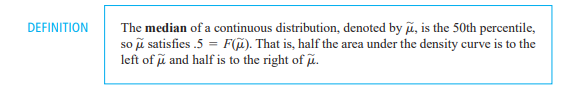 DEFINITION
The median of a continuous distribution, denoted by μ̃, is the 50th percentile,
so μ̃ satisfies .5 = F(μ̃). That is, half the area under the density curve is to the
left of μ̃ and half is to the right of μ̃.